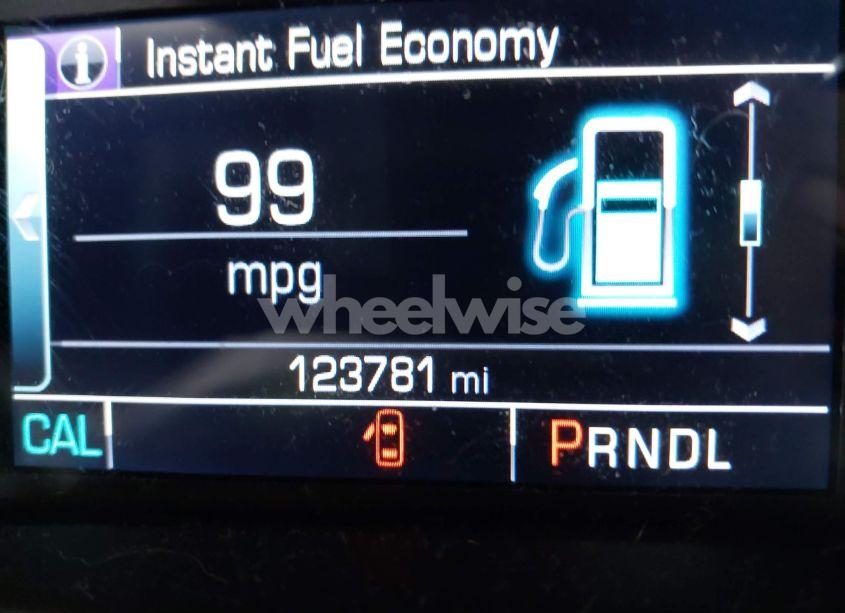 i Instant Fuel Economy
99
mpg
wheelwise
123781 mi
CAL PRNDL